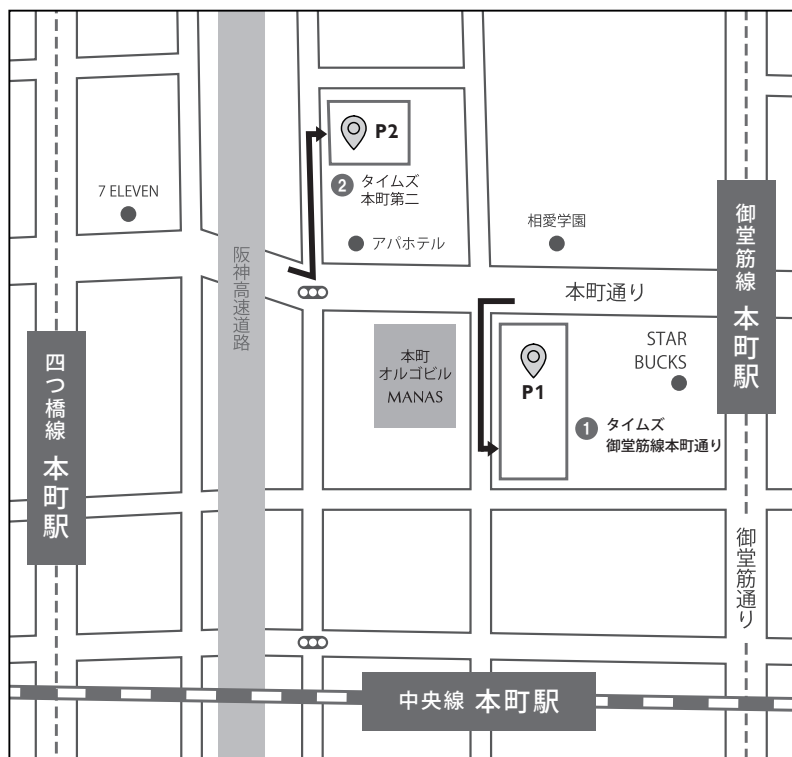 P2
2 タイムズ
本町第二
7 ELEVEN
アパホテル
相愛学園
阪神高速道路
本町通り
御堂筋線 本町駅
四つ橋線 本町駅
本町
オルゴビル
MANAS
P1
STAR
BUCKS
1 タイムズ
御堂筋線本町通り
御堂筋通り
中央線 本町駅